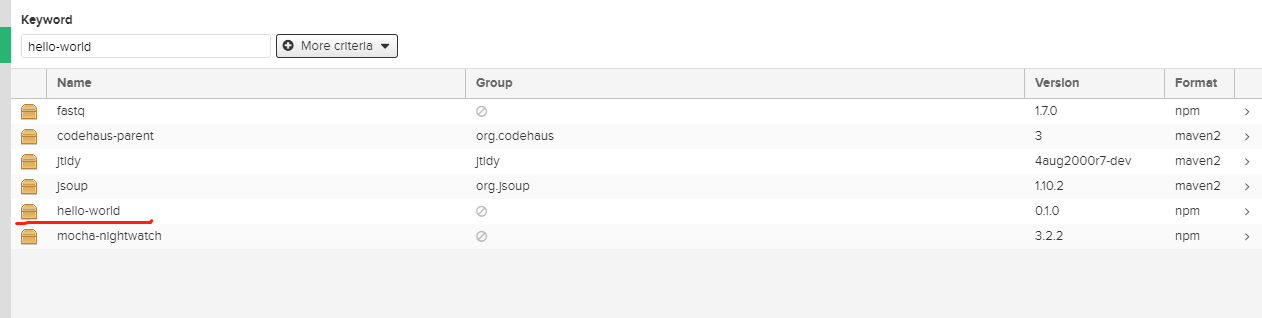 Keyword
hello-world More criteria
Name Group Version Format
fastq 1.7.0 npm
codehaus-parent org.codehaus 3 maven2
jtidy jtidy 4aug2000r7-dev maven2
jsoup org.jsoup 1.10.2 maven2
hello-world 0.1.0 npm
mocha-nightwatch 3.2.2 npm